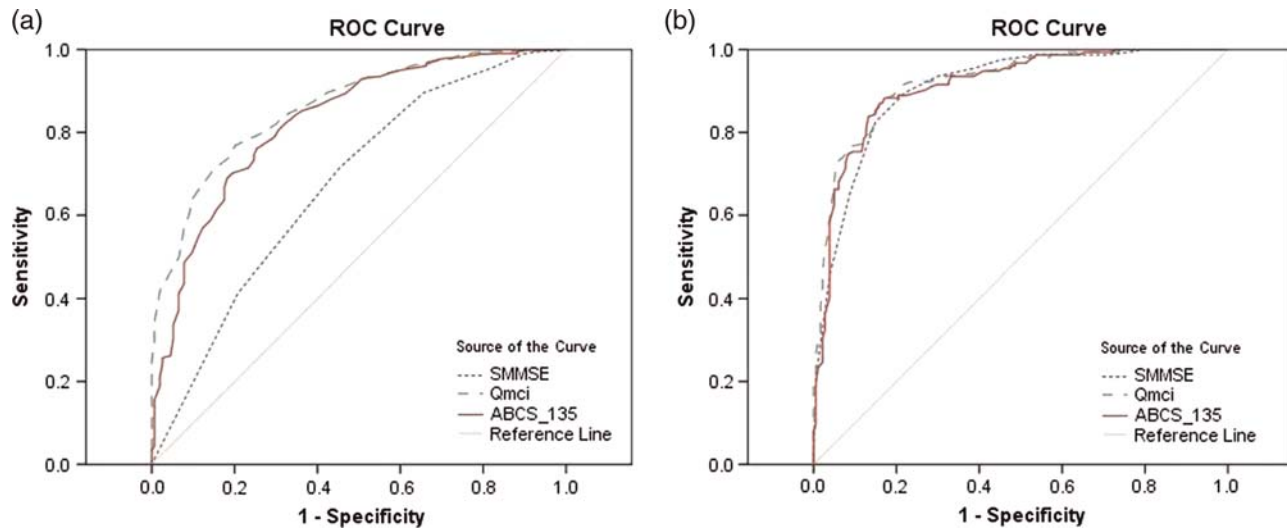 (a)
ROC Curve
1.0
0.8
0.6
0.4
0.2
0.0
Sensitivity
0.0 0.2 0.4 0.6 0.8 1.0
1 - Specificity
Source of the Curve
SMMSE
Qmci
ABCS_135
Reference Line
(b)
ROC Curve
1.0
0.8
0.6
0.4
0.2
0.0
Sensitivity
0.0 0.2 0.4 0.6 0.8 1.0
1 - Specificity
Source of the Curve
SMMSE
Qmci
ABCS_135
Reference Line